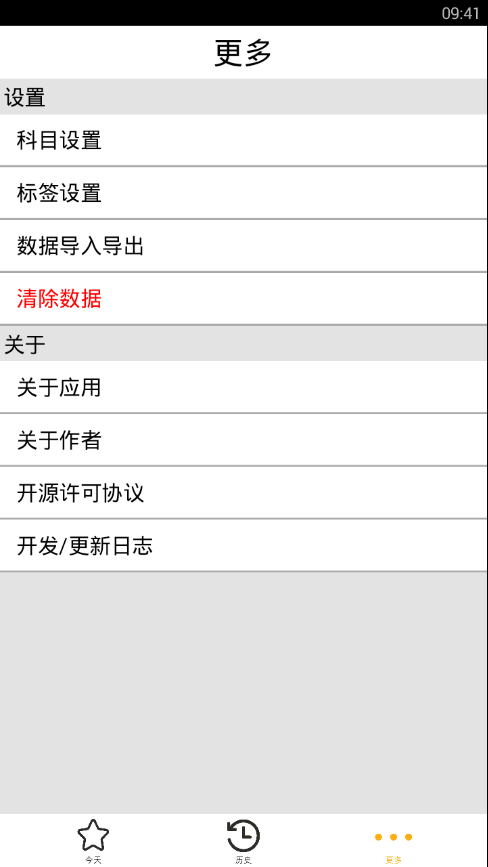 09:41
更多
设置
科目设置
标签设置
数据导入导出
清除数据
关于
关于应用
关于作者
开源许可协议
开发/更新日志
今天
历史
更多